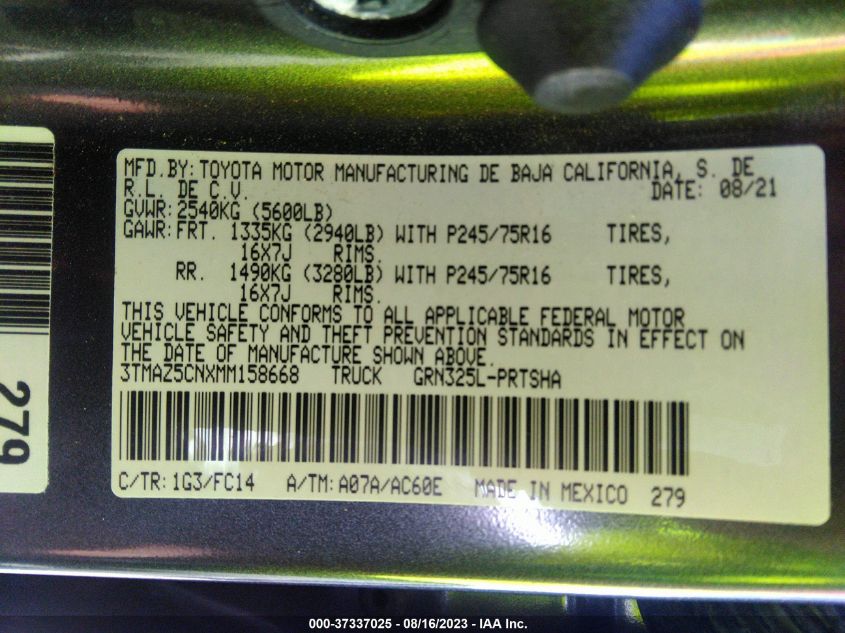 MFD.BY:TOYOTA MOTOR MANUFACTURING DE BAJA CALIFORNIA, S. DE
R.L. DE C.V. DATE: 08/21
GVWR:2540KG (5600LB)
GAWR:FRT. 1335KG (2940LB) WITH P245/75R16 TIRES,
16X7J RIMS.
RR. 1490KG (3280LB) WITH P245/75R16 TIRES,
16X7J RIMS.
THIS VEHICLE CONFORMS TO ALL APPLICABLE FEDERAL MOTOR
VEHICLE SAFETY AND THEFT PREVENTION STANDARDS IN EFFECT ON
THE DATE OF MANUFACTURE SHOWN ABOVE.
3TMAZ5CNXMM158668 TRUCK GRN325L-PRTSHA
C/TR:1G3/FC14 A/TM:A07A/AC60E MADE IN MEXICO 279
279
000-37337025 - 08/16/2023 - IAA Inc.